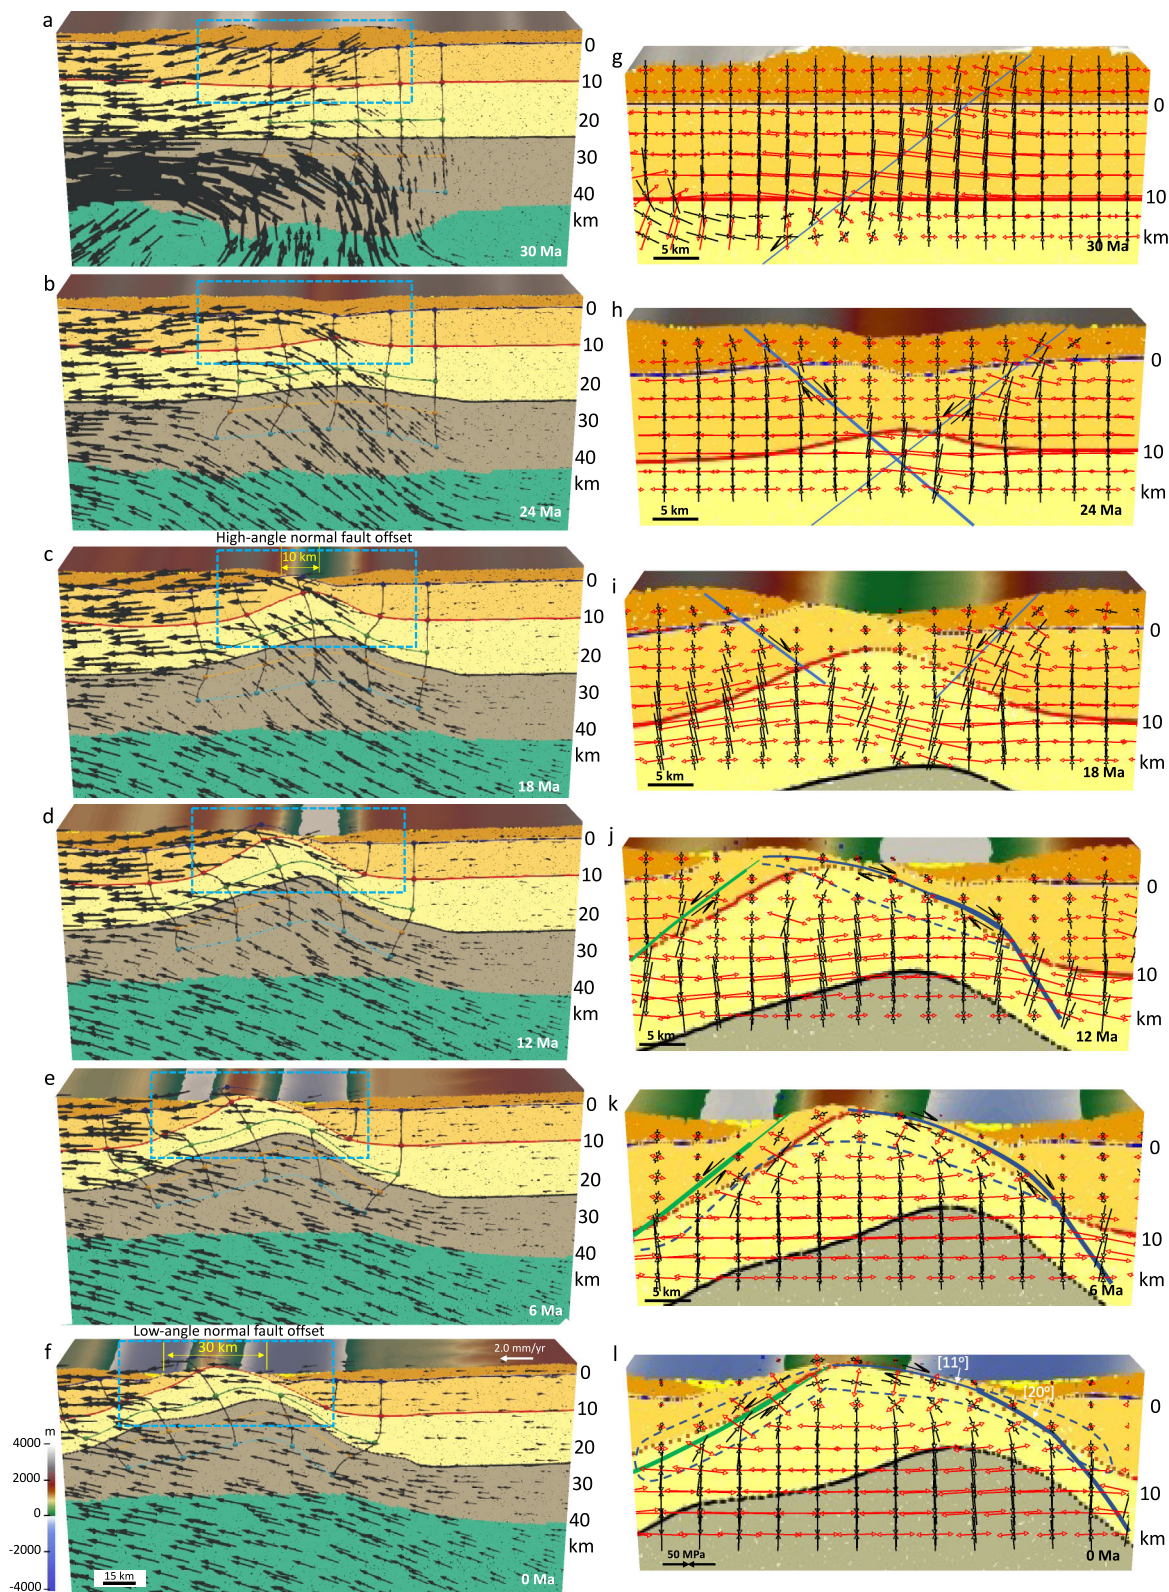 a
0
10
20
30
40
km
30 Ma
b
0
10
20
30
40
km
24 Ma
High-angle normal fault offset
c
10 km
0
10
20
30
40
km
18 Ma
d
0
10
20
30
40
km
12 Ma
e
0
10
20
30
40
km
6 Ma
Low-angle normal fault offset
f
30 km
2.0 mm/yr
0
10
20
30
40
km
0 Ma
m
4000
2000
0
-2000
-4000
15 km
g
0
10
km
5 km
30 Ma
h
0
10
km
5 km
24 Ma
i
0
10
km
5 km
18 Ma
j
0
10
km
5 km
12 Ma
k
0
10
km
5 km
6 Ma
l
[11°]
[20°]
0
10
km
50 MPa
0 Ma